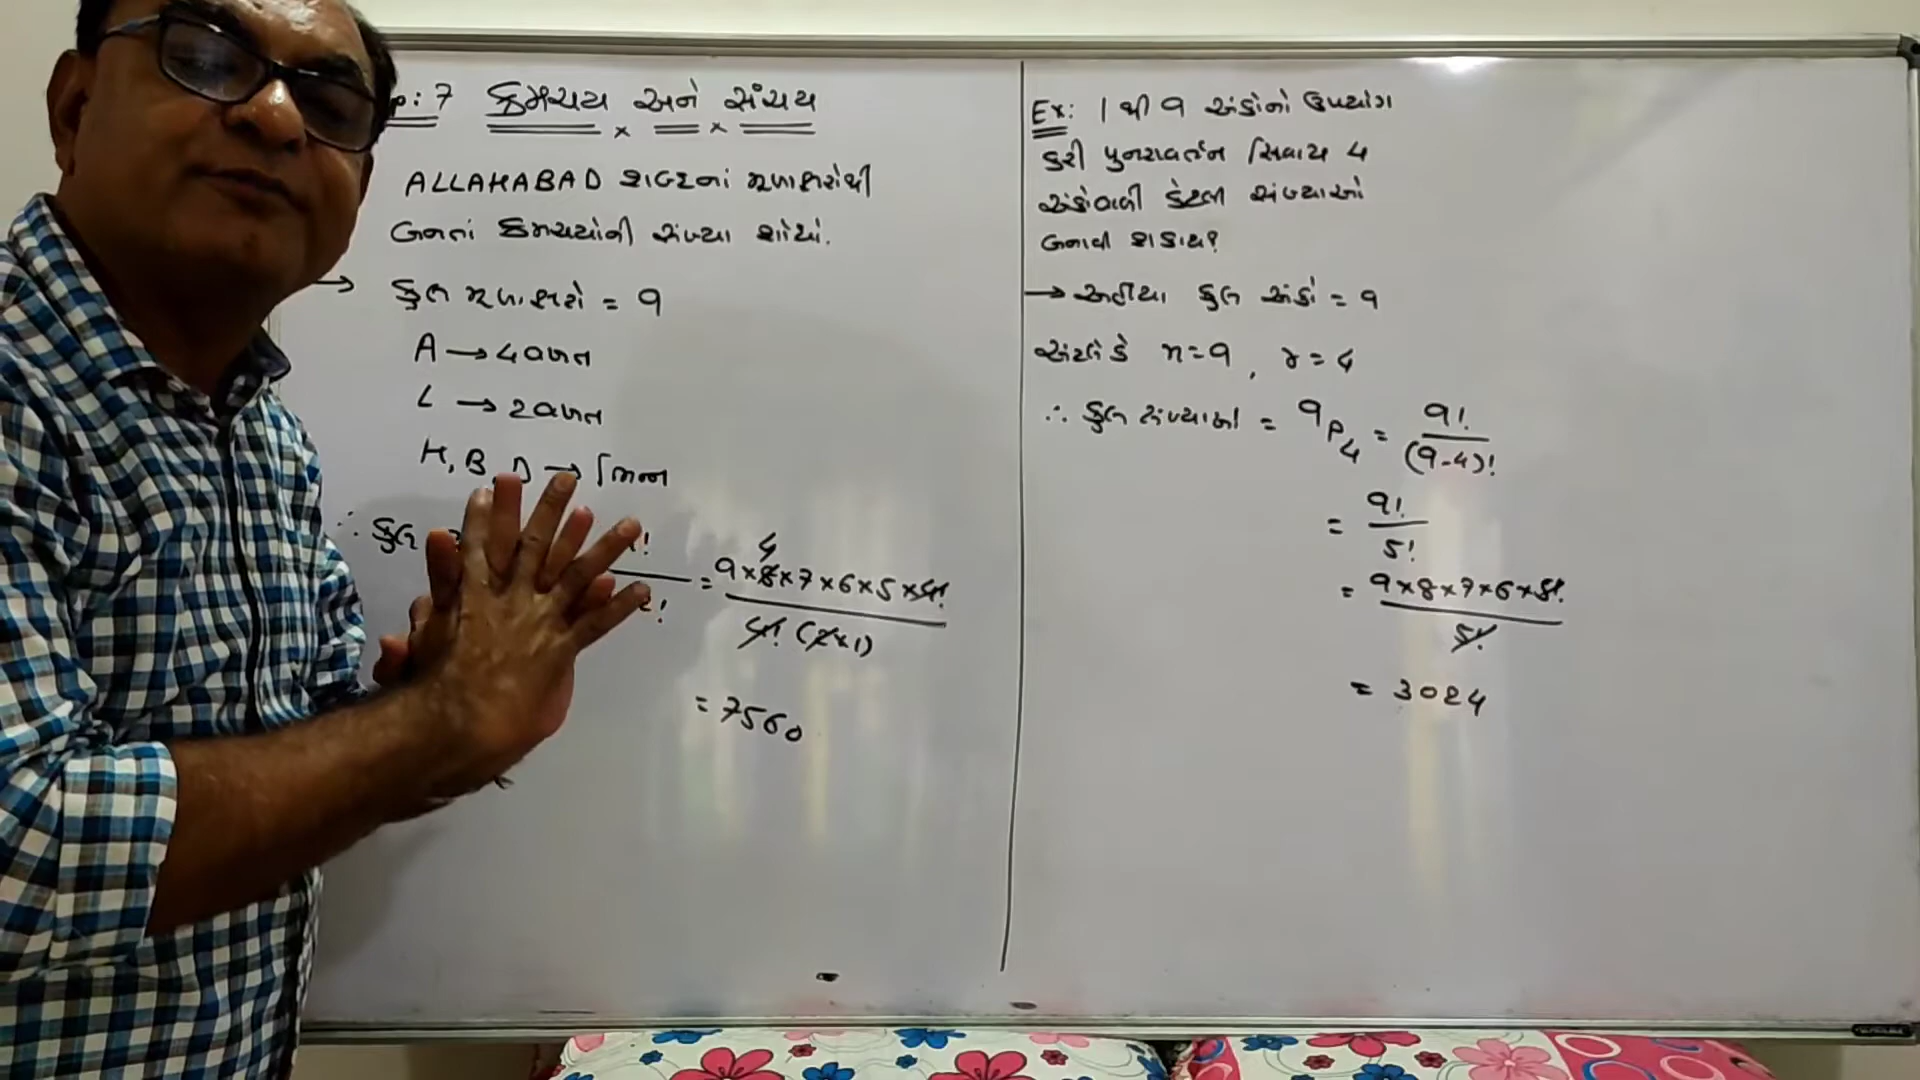 p: 7 ક્રમચય અને સંચય
ALLAHABAD શબ્દનાં મૂળાક્ષરોથી
બનતાં ક્રમચયોની સંખ્યા શોધો.
→ કુલ મૂળાક્ષરો = 9
A → 4 વખત
L → 2 વખત
H, B, D → ભિન્ન
∴ કુલ
= 9×8×7×6×5×4! / 4! (2×1)
4
= 7560
Ex: 1 થી 9 અંકોનો ઉપયોગ
કરી પુનરાવર્તન સિવાય 4
અંકોવાળી કેટલી સંખ્યાઓ
બનાવી શકાય?
→ અહીંયા કુલ અંકો = 9
એટલે કે n = 9, r = 4
∴ કુલ સંખ્યાઓ = 9P4 = 9! / (9-4)!
= 9! / 5!
= 9×8×7×6×5! / 5!
= 3024